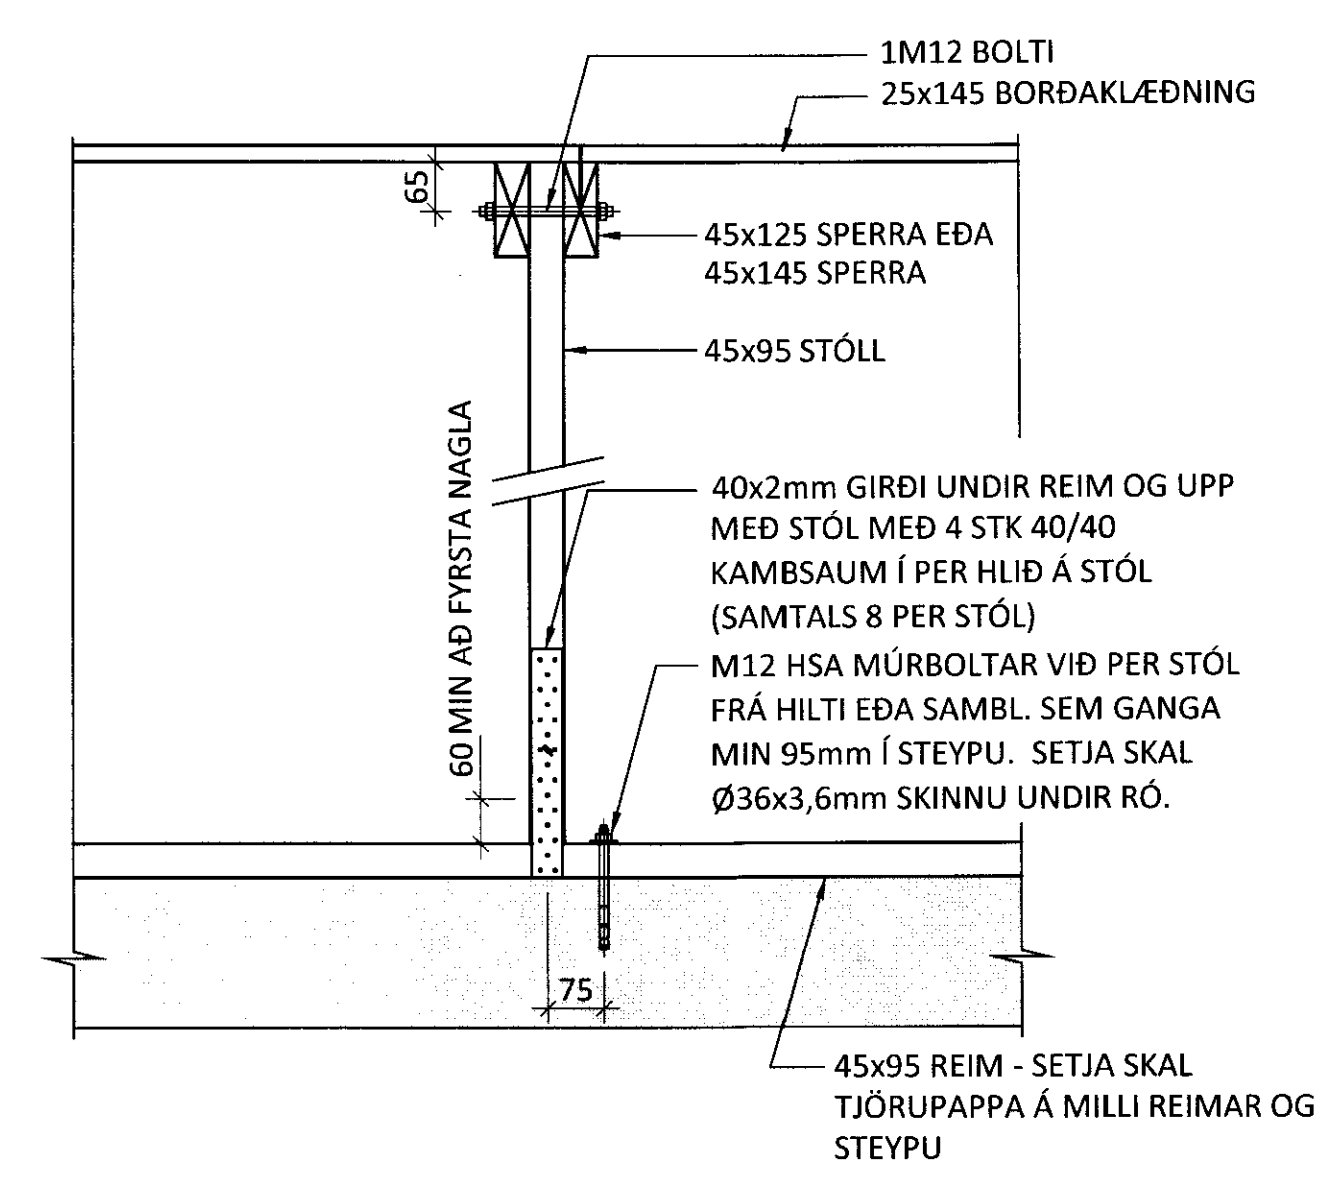 1M12 BOLTI
25x145 BORÐAKLÆÐNING
65
45x125 SPERRA EÐA
45x145 SPERRA
45x95 STÓLL
60 MIN AÐ FYRSTA NAGLA
40x2mm GIRÐI UNDIR REIM OG UPP
MEÐ STÓL MEÐ 4 STK 40/40
KAMBSAUM Í PER HLIÐ Á STÓL
(SAMTALS 8 PER STÓL)
M12 HSA MÚRBOLTAR VIÐ PER STÓL
FRÁ HILTI EÐA SAMBL. SEM GANGA
MIN 95mm Í STEYPU. SETJA SKAL
Ø36x3,6mm SKINNU UNDIR RÓ.
75
45x95 REIM - SETJA SKAL
TJÖRUPAPPA Á MILLI REIMAR OG
STEYPU